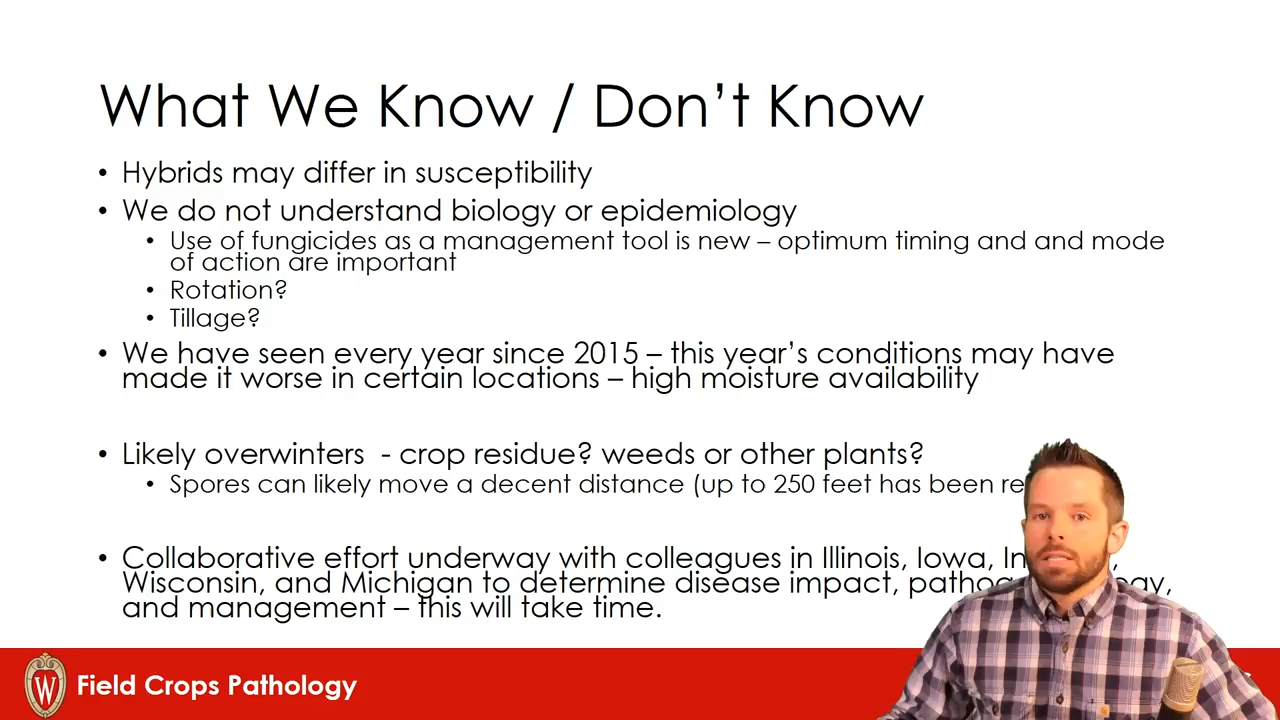 What We Know / Don't Know
• Hybrids may differ in susceptibility
• We do not understand biology or epidemiology
• Use of fungicides as a management tool is new – optimum timing and and mode
of action are important
• Rotation?
• Tillage?
• We have seen every year since 2015 – this year's conditions may have
made it worse in certain locations – high moisture availability
• Likely overwinters - crop residue? weeds or other plants?
• Spores can likely move a decent distance (up to 250 feet has been
• Collaborative effort underway with colleagues in Illinois, Iowa,
Wisconsin, and Michigan to determine disease impact,
and management – this will take time.
W
Field Crops Pathology